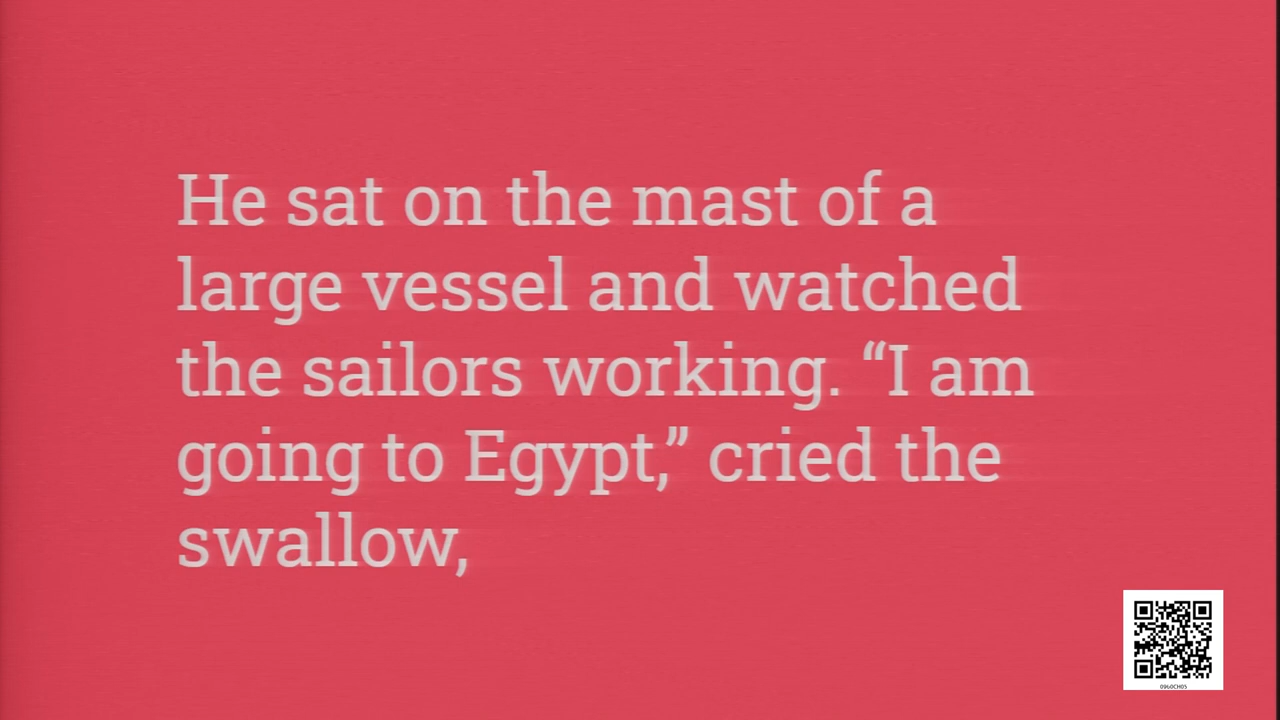 He sat on the mast of a
large vessel and watched
the sailors working. “I am
going to Egypt,” cried the
swallow,
0960CH05